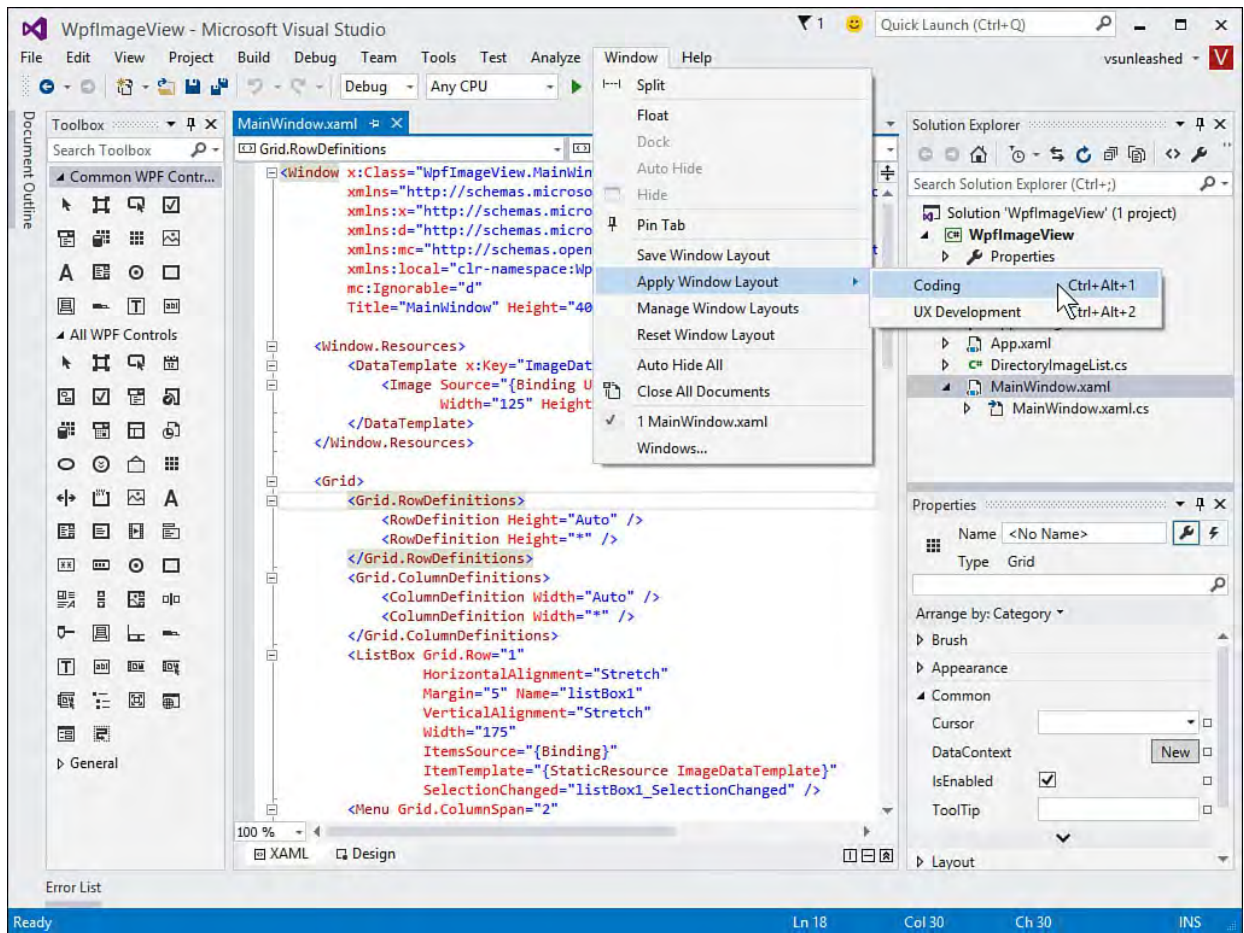 WpfImageView - Microsoft Visual Studio
1
Quick Launch (Ctrl+Q)
File Edit View Project Build Debug Team Tools Test Analyze Window Help
vsunleashed
V
Debug
Any CPU
Document Outline
Toolbox
Search Toolbox
Common WPF Contr...
All WPF Controls
General
MainWindow.xaml
Grid.RowDefinitions
<Window x:Class="WpfImageView.MainWin
xmlns="http://schemas.microso
xmlns:x="http://schemas.micro
xmlns:d="http://schemas.micro
xmlns:mc="http://schemas.open
xmlns:local="clr-namespace:Wp
mc:Ignorable="d"
Title="MainWindow" Height="40
<Window.Resources>
<DataTemplate x:Key="ImageDat
<Image Source="{Binding U
Width="125" Height
</DataTemplate>
</Window.Resources>
<Grid>
<Grid.RowDefinitions>
<RowDefinition Height="Auto" />
<RowDefinition Height="*" />
</Grid.RowDefinitions>
<Grid.ColumnDefinitions>
<ColumnDefinition Width="Auto" />
<ColumnDefinition Width="*" />
</Grid.ColumnDefinitions>
<ListBox Grid.Row="1"
HorizontalAlignment="Stretch"
Margin="5" Name="listBox1"
VerticalAlignment="Stretch"
Width="175"
ItemsSource="{Binding}"
ItemTemplate="{StaticResource ImageDataTemplate}"
SelectionChanged="listBox1_SelectionChanged" />
<Menu Grid.ColumnSpan="2"
100 %
XAML
Design
Split
Float
Dock
Auto Hide
Hide
Pin Tab
Save Window Layout
Apply Window Layout
Manage Window Layouts
Reset Window Layout
Auto Hide All
Close All Documents
1 MainWindow.xaml
Windows...
Coding Ctrl+Alt+1
UX Development Ctrl+Alt+2
Solution Explorer
Search Solution Explorer (Ctrl+;)
Solution 'WpfImageView' (1 project)
C# WpfImageView
Properties
App.xaml
C# DirectoryImageList.cs
MainWindow.xaml
MainWindow.xaml.cs
Properties
Name <No Name>
Type Grid
Arrange by: Category
Brush
Appearance
Common
Cursor
DataContext
New
IsEnabled
ToolTip
Layout
Error List
Ready
Ln 18
Col 30
Ch 30
INS